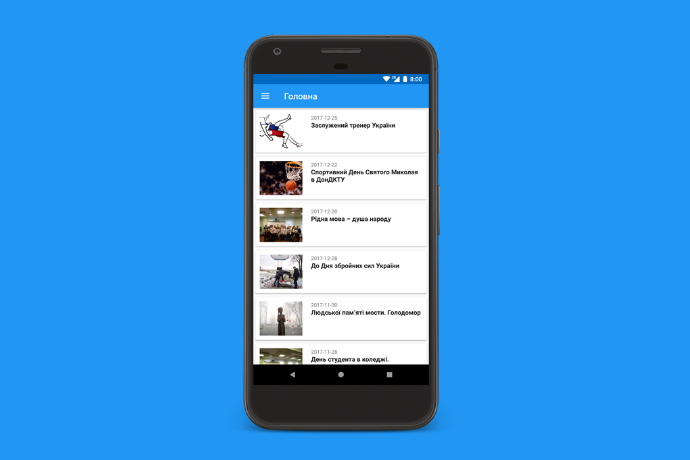 8:00
Головна
2017-12-25
Заслужений тренер України
2017-12-22
Спортивний День Святого Миколая
в ДонДКТУ
2017-12-20
Рідна мова – душа народу
2017-12-08
До Дня збройних сил України
2017-11-30
Людської пам'яті мости. Голодомор
2017-11-28
День студента в коледжі.